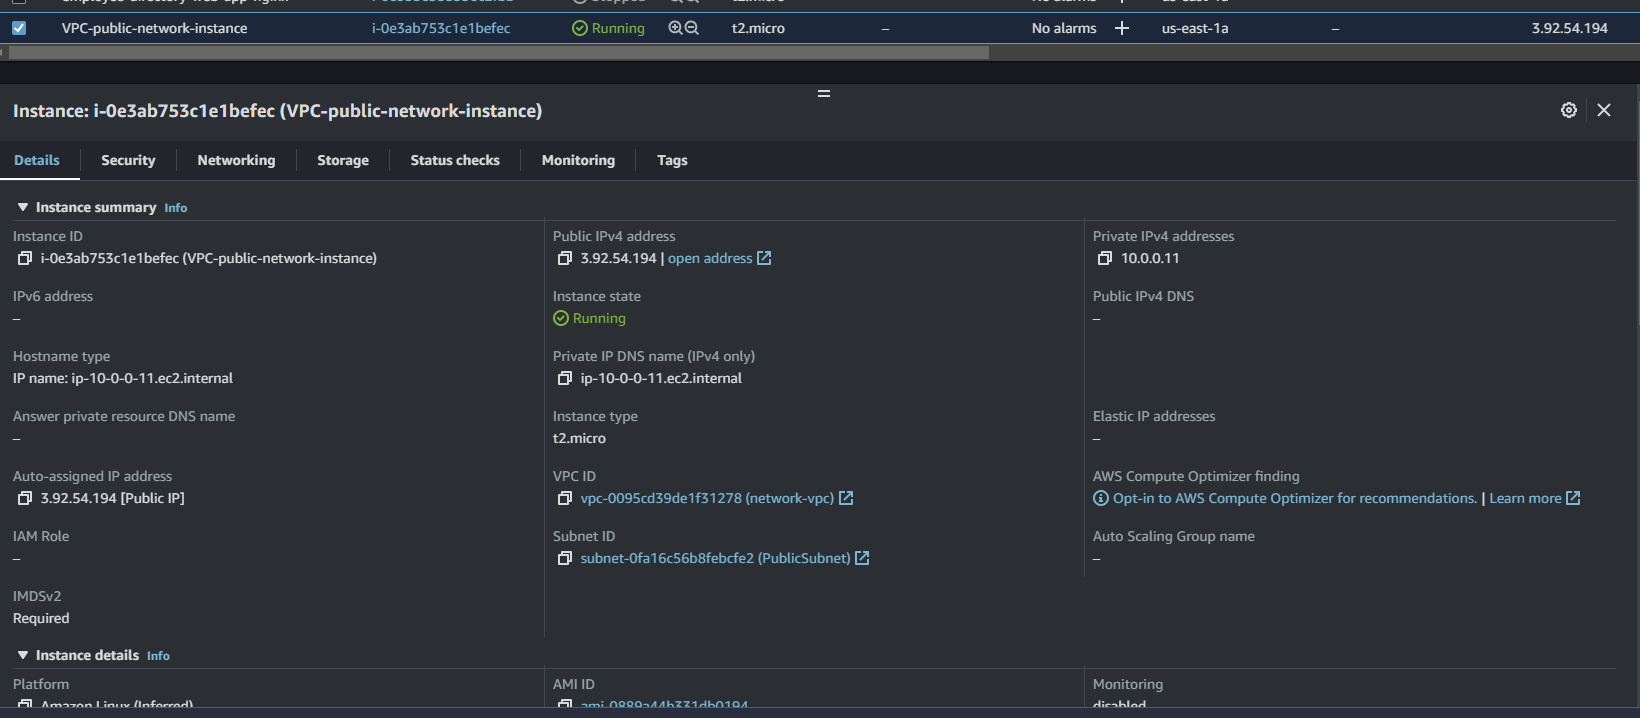 VPC-public-network-instance i-0e3ab753c1e1befec Running t2.micro – No alarms + us-east-1a – 3.92.54.194
Instance: i-0e3ab753c1e1befec (VPC-public-network-instance)
Details Security Networking Storage Status checks Monitoring Tags
Instance summary Info
Instance ID
i-0e3ab753c1e1befec (VPC-public-network-instance)
Public IPv4 address
3.92.54.194 | open address
Private IPv4 addresses
10.0.0.11
IPv6 address
–
Instance state
Running
Public IPv4 DNS
–
Hostname type
IP name: ip-10-0-0-11.ec2.internal
Private IP DNS name (IPv4 only)
ip-10-0-0-11.ec2.internal
Answer private resource DNS name
–
Instance type
t2.micro
Elastic IP addresses
–
Auto-assigned IP address
3.92.54.194 [Public IP]
VPC ID
vpc-0095cd39de1f31278 (network-vpc)
AWS Compute Optimizer finding
Opt-in to AWS Compute Optimizer for recommendations. | Learn more
IAM Role
–
Subnet ID
subnet-0fa16c56b8febcfe2 (PublicSubnet)
Auto Scaling Group name
–
IMDSv2
Required
Instance details Info
Platform
Amazon Linux (Inferred)
AMI ID
ami-0889a44b331db0194
Monitoring
disabled